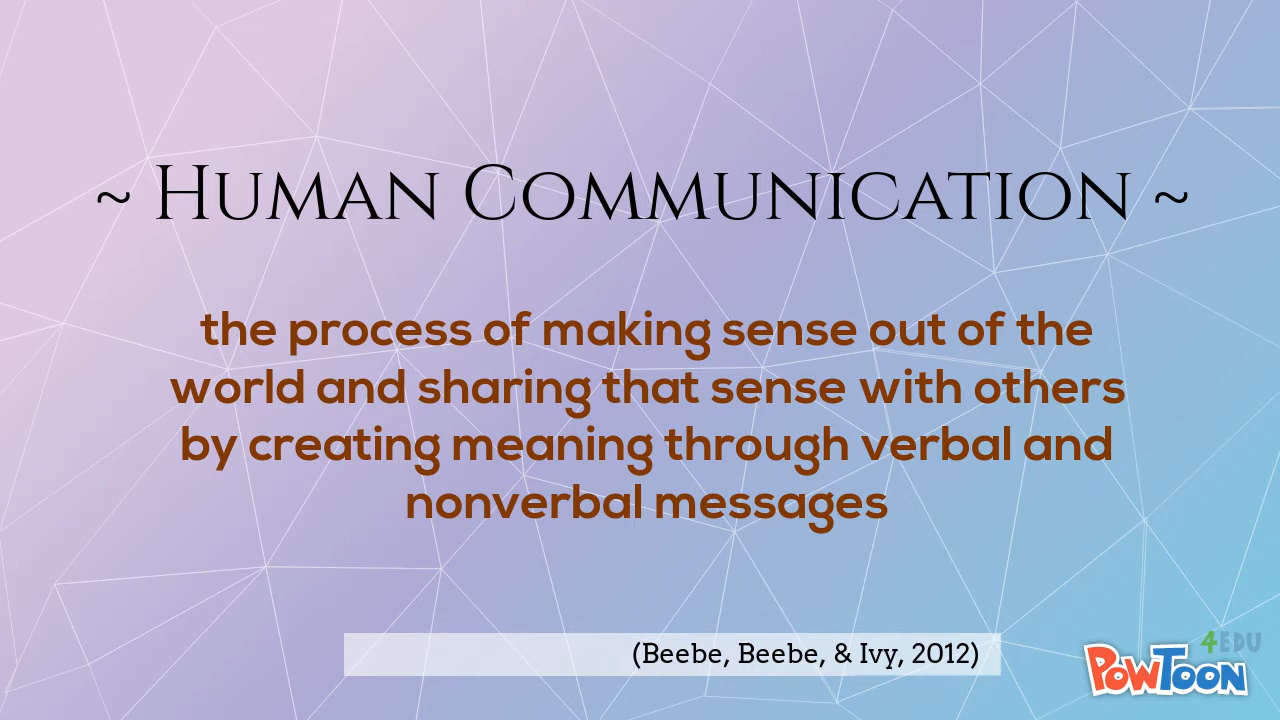 ~ Human Communication ~
the process of making sense out of the
world and sharing that sense with others
by creating meaning through verbal and
nonverbal messages
(Beebe, Beebe, & Ivy, 2012)
4EDU
PowToon